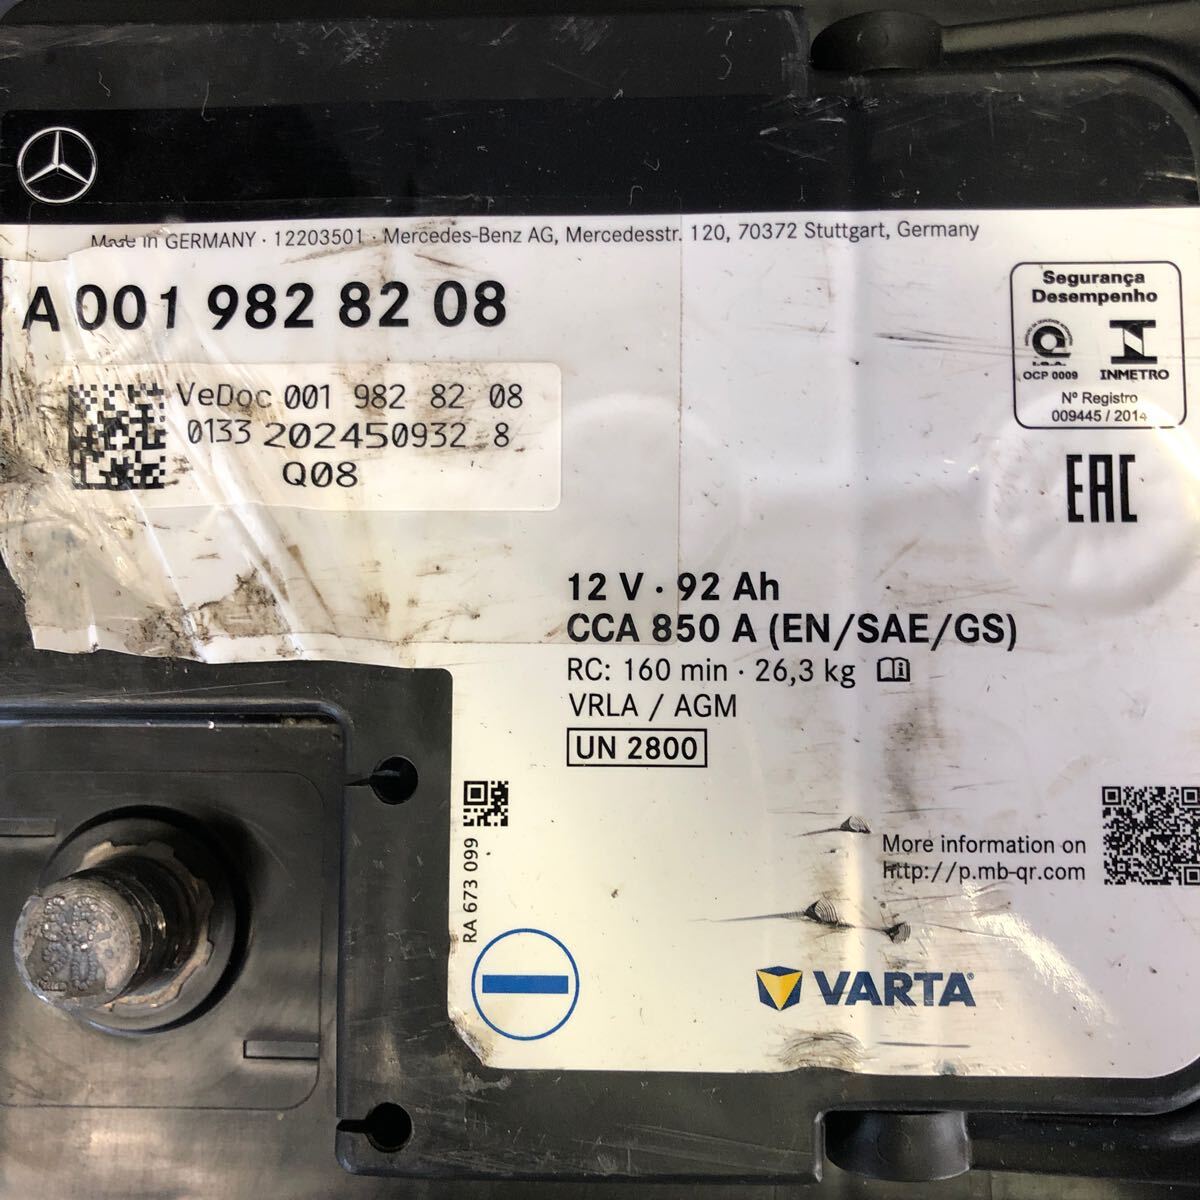 Made in GERMANY · 12203501 · Mercedes-Benz AG, Mercedesstr. 120, 70372 Stuttgart, Germany
A 001 982 82 08
VeDoc 001 982 82 08
0133 202450932 8
Q08
Segurança
Desempenho
OCP 0009
INMETRO
Nº Registro
009445 / 2014
EAC
12 V · 92 Ah
CCA 850 A (EN/SAE/GS)
RC: 160 min · 26,3 kg
VRLA / AGM
UN 2800
RA 673 099
More information on
http://p.mb-qr.com
VARTA®